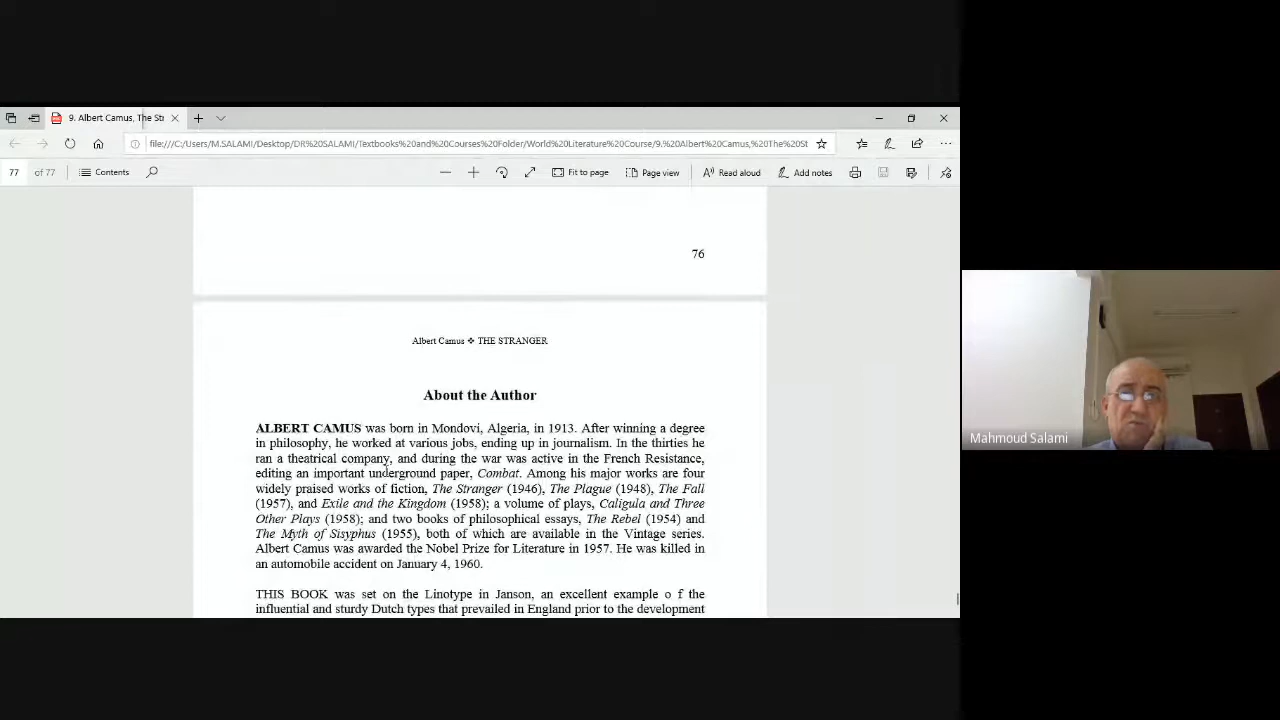 9. Albert Camus, The Str
file:///C:/Users/M.SALAMI/Desktop/DR%20SALAMI/Textbooks%20and%20Courses%20Folder/World%20Literature%20Course/9.%20Albert%20Camus,%20The%20St
77 of 77 Contents Fit to page Page view Read aloud Add notes
76
Albert Camus ❖ THE STRANGER
About the Author
ALBERT CAMUS was born in Mondovi, Algeria, in 1913. After winning a degree
in philosophy, he worked at various jobs, ending up in journalism. In the thirties he
ran a theatrical company, and during the war was active in the French Resistance,
editing an important underground paper, Combat. Among his major works are four
widely praised works of fiction, The Stranger (1946), The Plague (1948), The Fall
(1957), and Exile and the Kingdom (1958); a volume of plays, Caligula and Three
Other Plays (1958); and two books of philosophical essays, The Rebel (1954) and
The Myth of Sisyphus (1955), both of which are available in the Vintage series.
Albert Camus was awarded the Nobel Prize for Literature in 1957. He was killed in
an automobile accident on January 4, 1960.
THIS BOOK was set on the Linotype in Janson, an excellent example o f the
influential and sturdy Dutch types that prevailed in England prior to the development
Mahmoud Salami